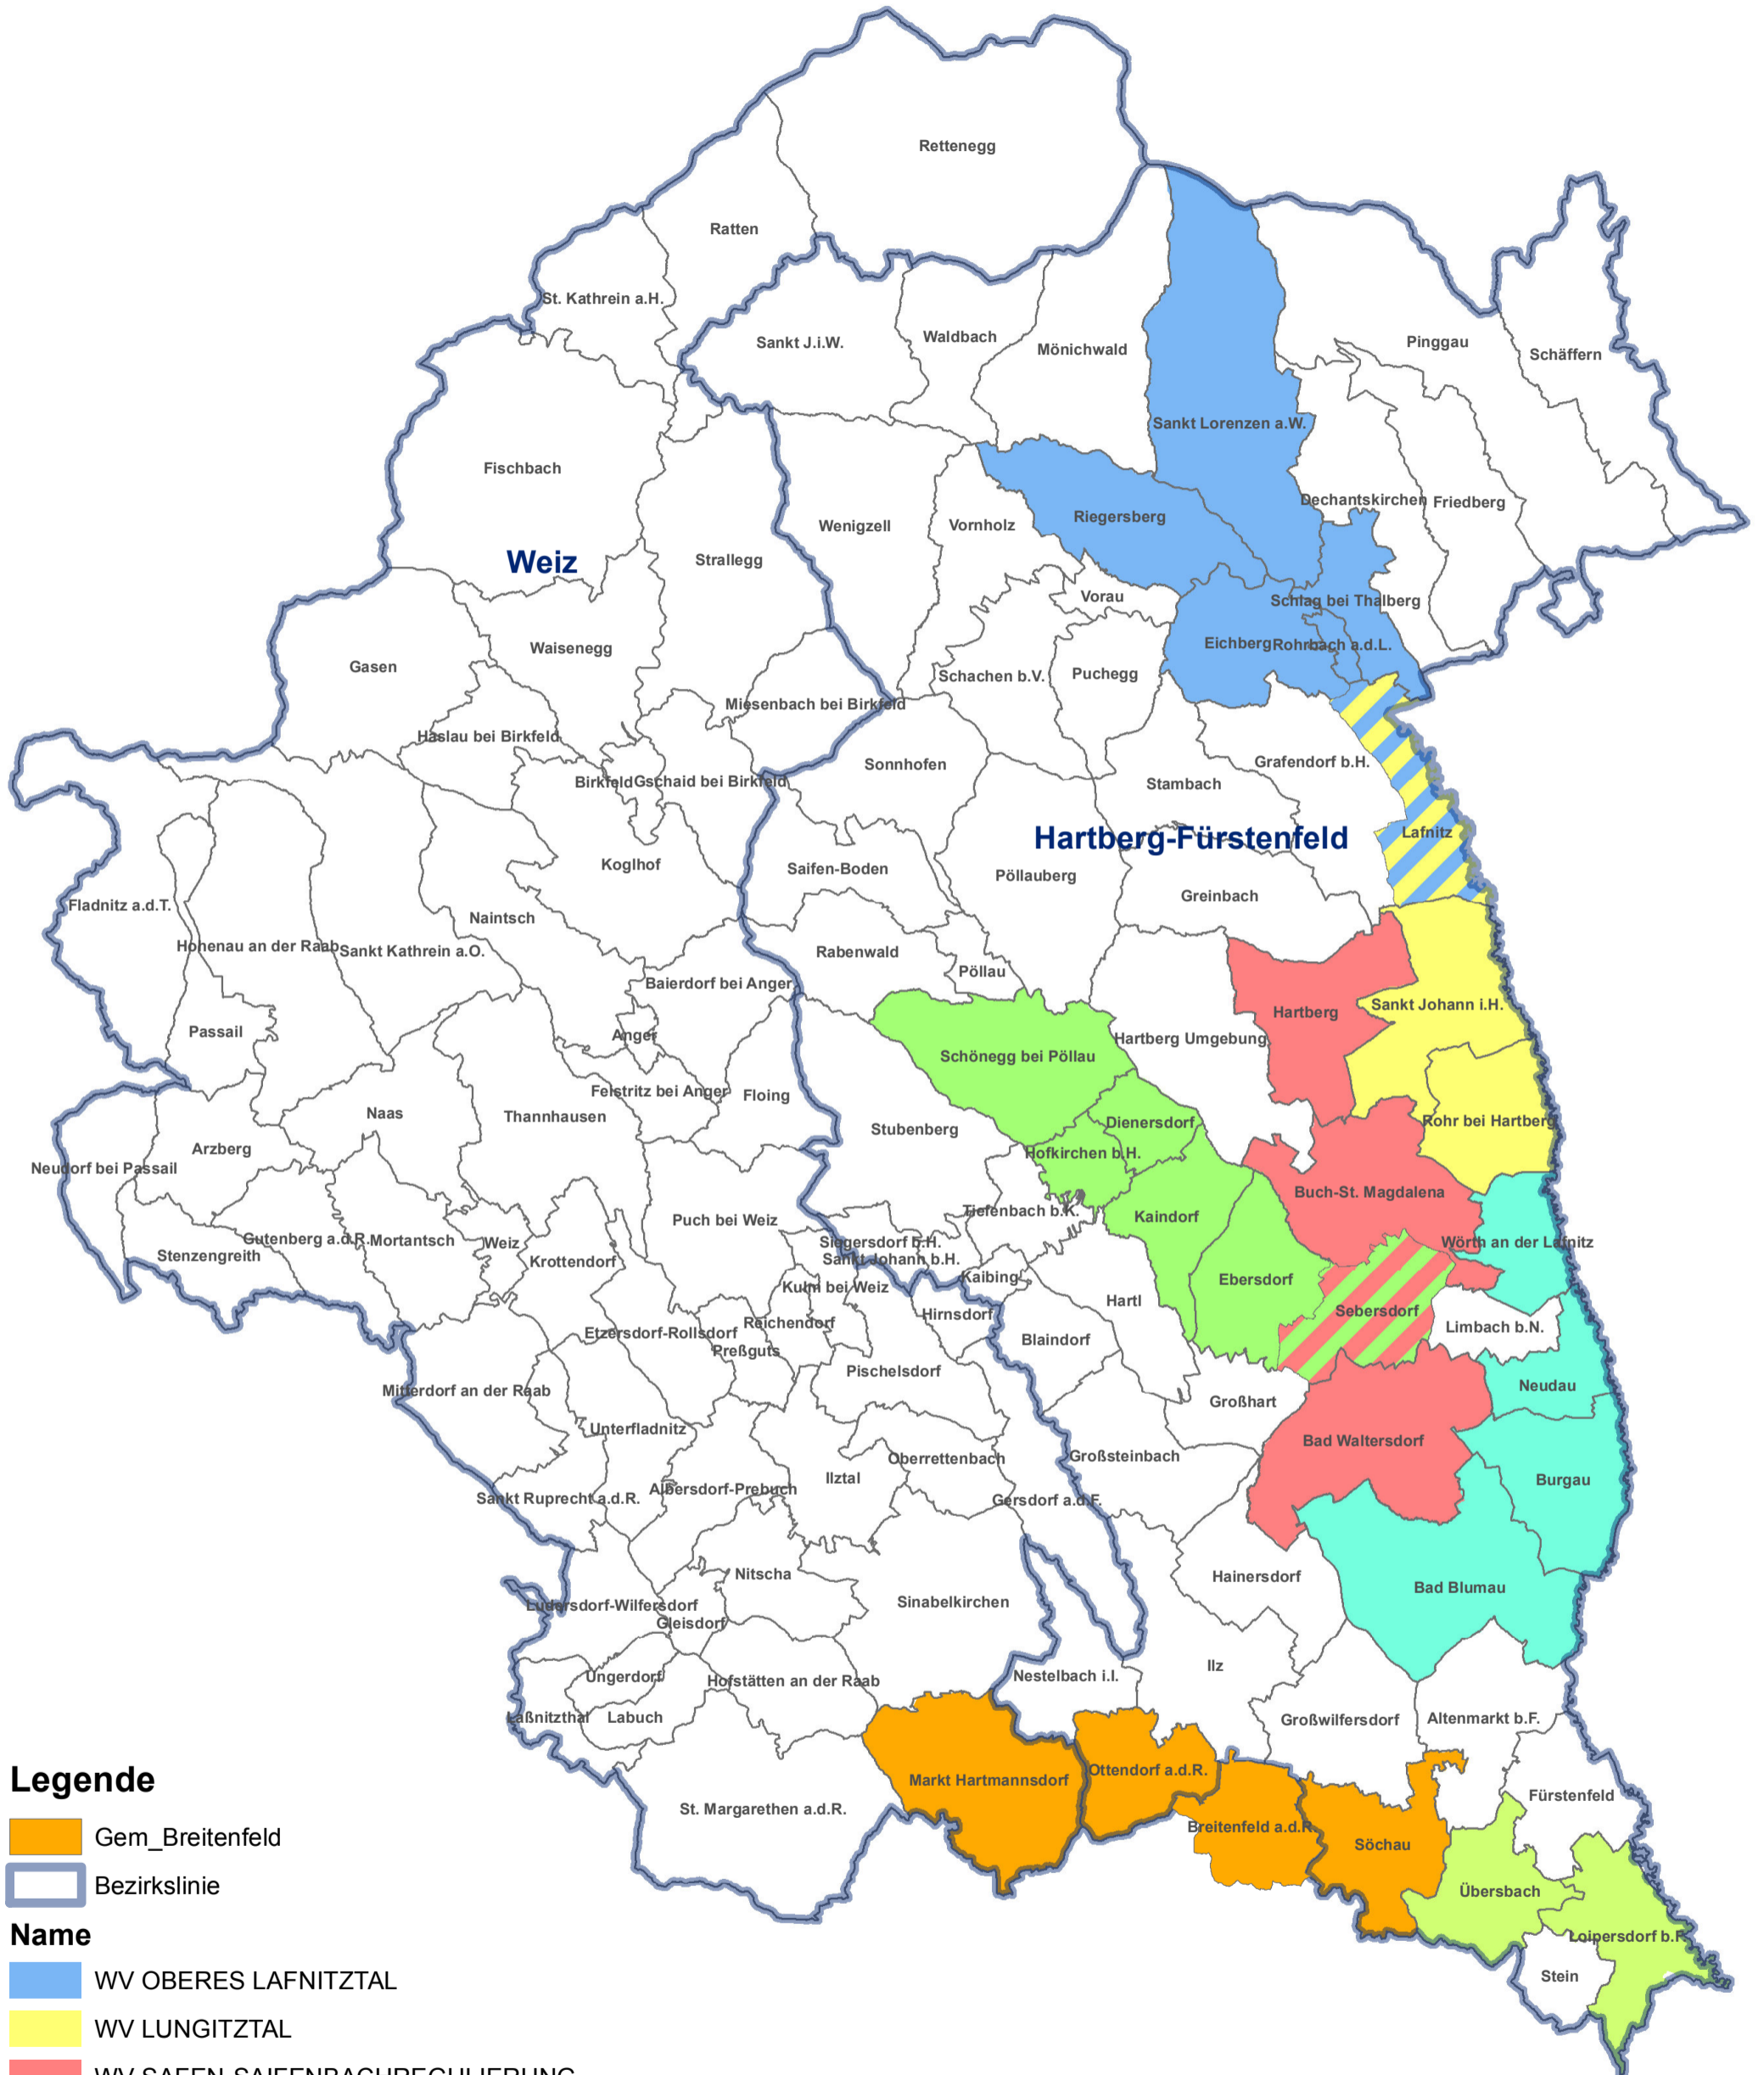 Rettenegg
Ratten
St. Kathrein a.H.
Sankt J.i.W.
Waldbach
Mönichwald
Pinggau
Schäffern
Sankt Lorenzen a.W.
Fischbach
Dechantskirchen
Friedberg
Riegersberg
Wenigzell
Vornholz
Strallegg
Weiz
Vorau
Schlag bei Thalberg
Eichberg
Rohrbach a.d.L.
Waisenegg
Gasen
Schachen b.V.
Puchegg
Miesenbach bei Birkfeld
Haslau bei Birkfeld
Sonnhofen
Grafendorf b.H.
Birkfeld
Gschaid bei Birkfeld
Stambach
Lafnitz
Hartberg-Fürstenfeld
Koglhof
Saifen-Boden
Pöllauberg
Greinbach
Fladnitz a.d.T.
Naintsch
Hohenau an der Raab
Sankt Kathrein a.O.
Rabenwald
Pöllau
Baierdorf bei Anger
Sankt Johann i.H.
Hartberg
Passail
Anger
Hartberg Umgebung
Schönegg bei Pöllau
Feistritz bei Anger
Floing
Naas
Thannhausen
Dienersdorf
Rohr bei Hartberg
Stubenberg
Arzberg
Hofkirchen b.H.
Neudorf bei Passail
Buch-St. Magdalena
Tiefenbach b.K.
Kaindorf
Puch bei Weiz
Gutenberg a.d.R.
Mortantsch
Weiz
Siegersdorf b.H.
Wörth an der Lafnitz
Stenzengreith
Krottendorf
Sankt Johann b.H.
Kaibing
Ebersdorf
Kulm bei Weiz
Hartl
Hirnsdorf
Sebersdorf
Reichendorf
Limbach b.N.
Etzersdorf-Rollsdorf
Blaindorf
Preßguts
Pischelsdorf
Neudau
Mitterdorf an der Raab
Großhart
Unterfladnitz
Bad Waltersdorf
Oberrettenbach
Großsteinbach
Ilztal
Burgau
Albersdorf-Prebuch
Sankt Ruprecht a.d.R.
Gersdorf a.d.F.
Nitscha
Hainersdorf
Bad Blumau
Sinabelkirchen
Ludersdorf-Wilfersdorf
Gleisdorf
Ilz
Ungerdorf
Hofstätten an der Raab
Nestelbach i.I.
Laßnitzthal
Labuch
Großwilfersdorf
Altenmarkt b.F.
Ottendorf a.d.R.
Markt Hartmannsdorf
Fürstenfeld
St. Margarethen a.d.R.
Breitenfeld a.d.R.
Söchau
Übersbach
Loipersdorf b.F.
Stein
Legende
Gem_Breitenfeld
Bezirkslinie
Name
WV OBERES LAFNITZTAL
WV LUNGITZTAL
WV SAFEN-SAIFENBACHREGULIERUNG